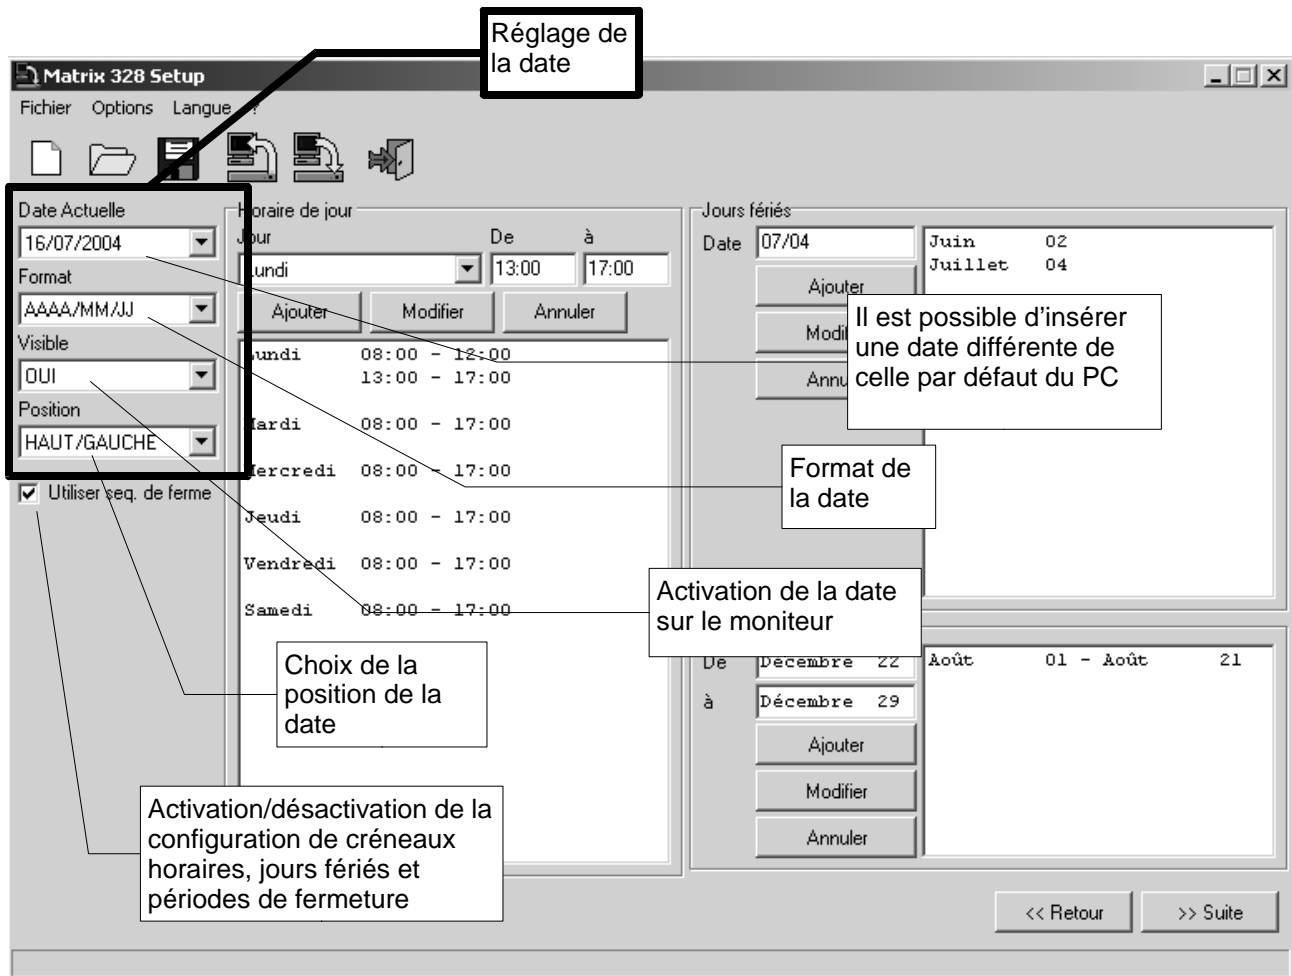 Réglage de
la date
Matrix 328 Setup
Fichier Options Langue ?
Date Actuelle
16/07/2004
Format
AAAA/MM/JJ
Visible
OUI
Position
HAUT/GAUCHE
Utiliser seq. de ferme
Horaire de jour
Jour De à
Lundi 13:00 17:00
Ajouter Modifier Annuler
Lundi 08:00 - 12:00
13:00 - 17:00
Mardi 08:00 - 17:00
Mercredi 08:00 - 17:00
Jeudi 08:00 - 17:00
Vendredi 08:00 - 17:00
Samedi 08:00 - 17:00
Jours fériés
Date 07/04
Ajouter
Juin 02
Juillet 04
Il est possible d'insérer
une date différente de
celle par défaut du PC
Format de
la date
Activation de la date
sur le moniteur
Choix de la
position de la
date
Activation/désactivation de la
configuration de créneaux
horaires, jours fériés et
périodes de fermeture
De Décembre 22
à Décembre 29
Ajouter
Modifier
Annuler
Août 01 - Août 21
<< Retour >> Suite